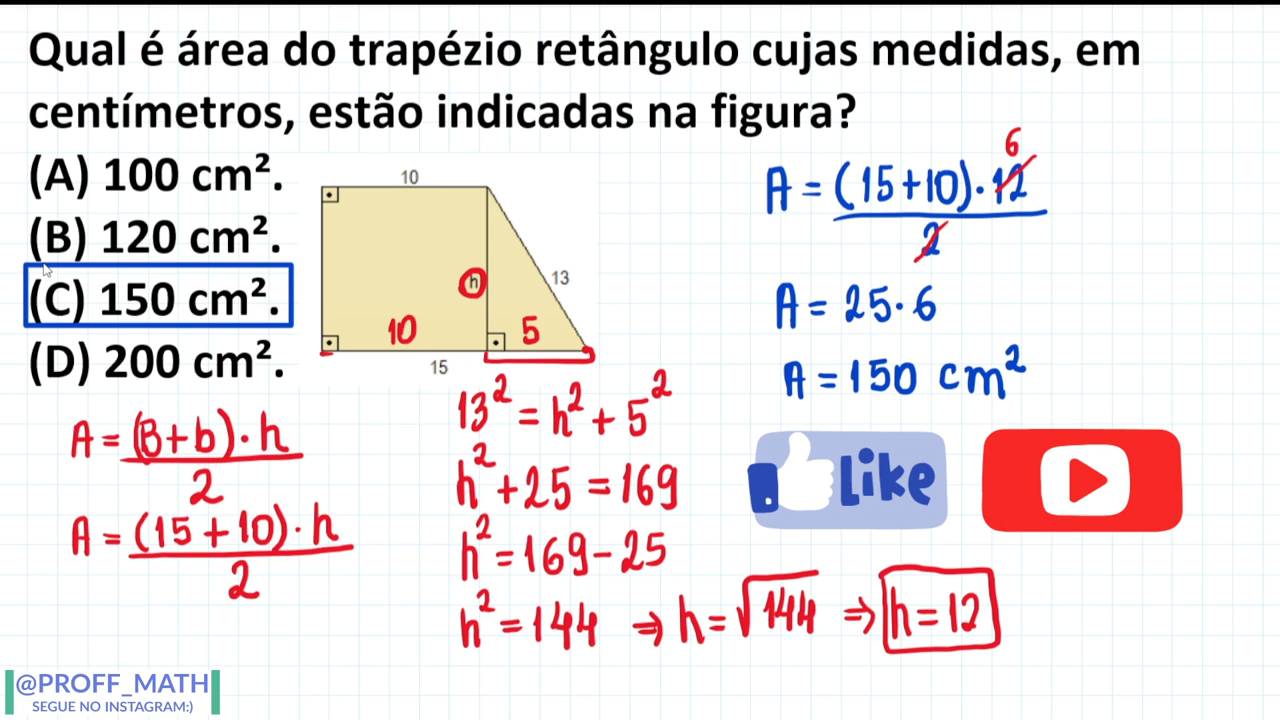 Qual é área do trapézio retângulo cujas medidas, em
centímetros, estão indicadas na figura?
(A) 100 cm².
(B) 120 cm².
(C) 150 cm².
(D) 200 cm².
10
h
13
10
5
15
A = (B+b)·h
2
A = (15+10)·h
2
13² = h² + 5²
h² + 25 = 169
h² = 169 - 25
h² = 144 ⇒ h = √144 ⇒ h = 12
6
A = (15+10)·12
2
A = 25·6
A = 150 cm²
Like
@PROFF_MATH
SEGUE NO INSTAGRAM:)